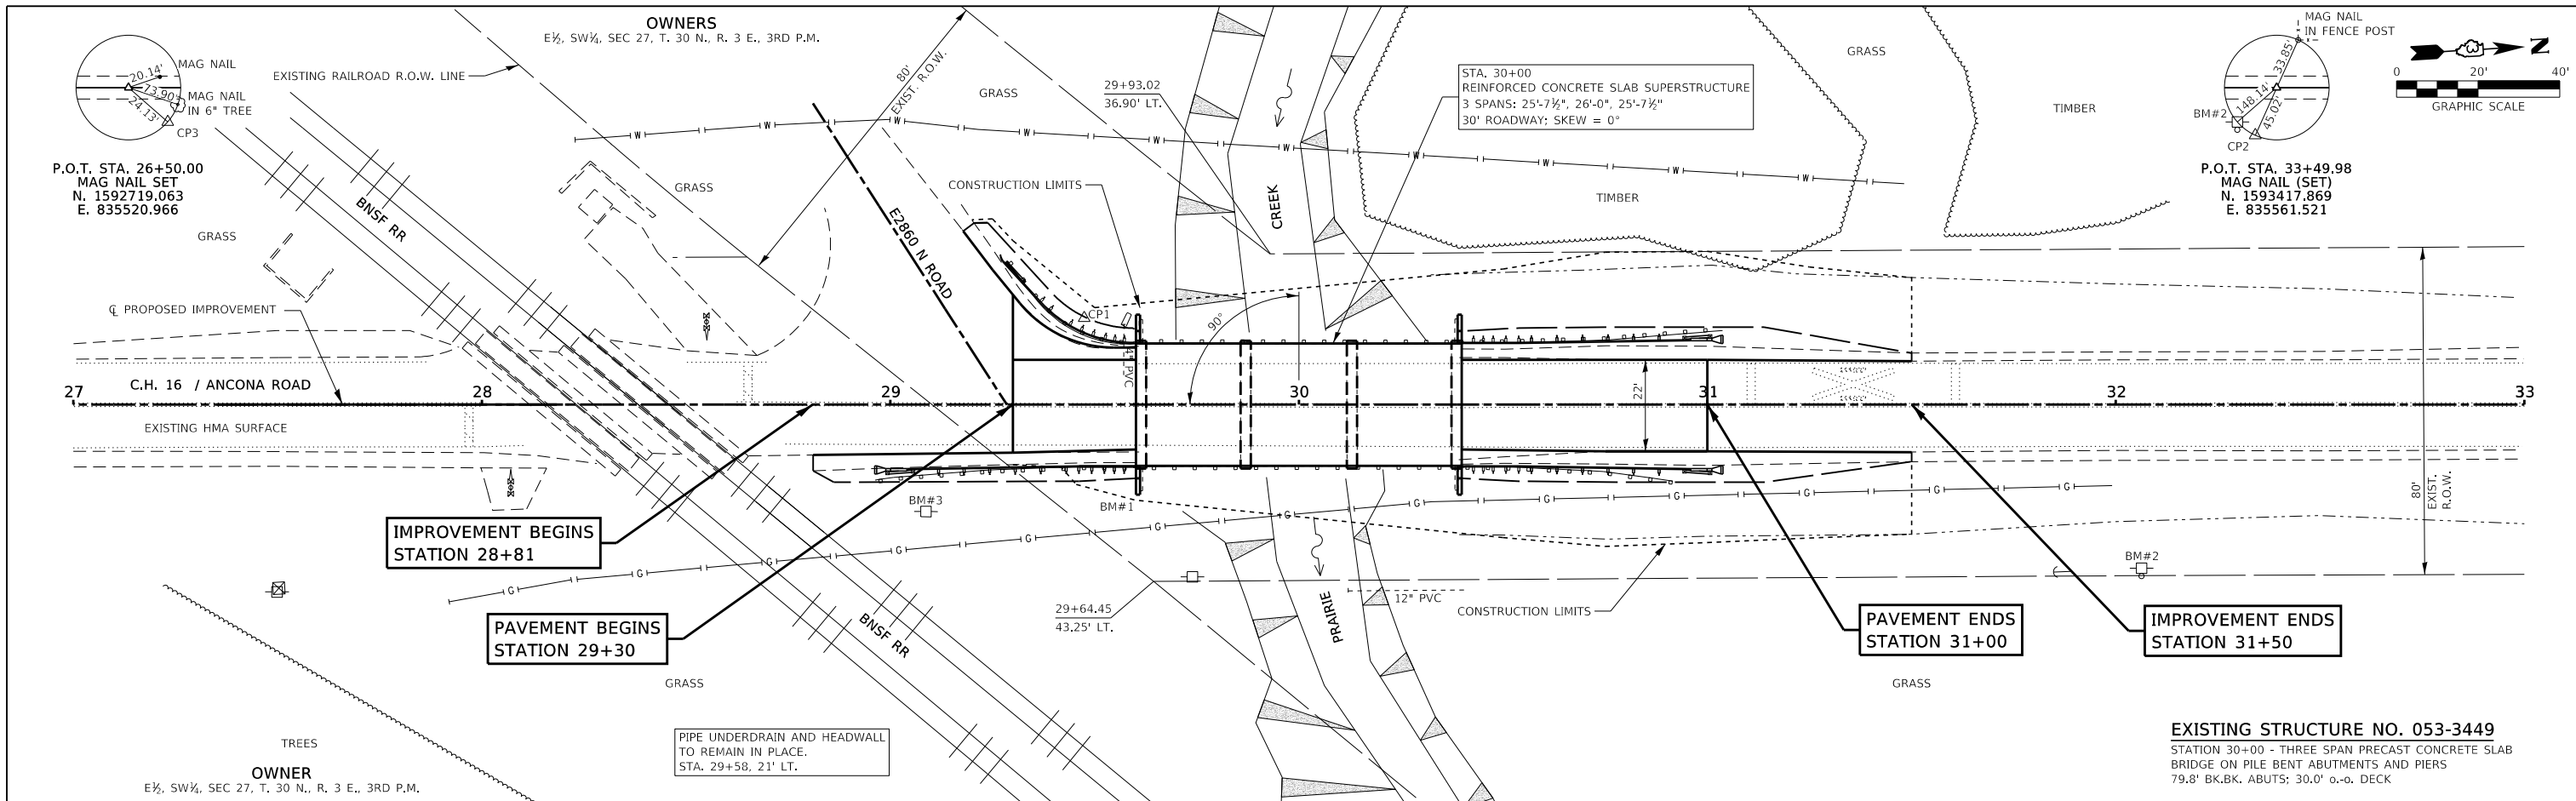 OWNERS
E½, SW¼, SEC 27, T. 30 N., R. 3 E., 3RD P.M.
20.14'
MAG NAIL
73.90'
MAG NAIL
IN 6" TREE
24.13'
CP3
P.O.T. STA. 26+50.00
MAG NAIL SET
N. 1592719.063
E. 835520.966
EXISTING RAILROAD R.O.W. LINE
80'
EXIST. R.O.W.
GRASS
29+93.02
36.90' LT.
STA. 30+00
REINFORCED CONCRETE SLAB SUPERSTRUCTURE
3 SPANS: 25'-7½", 26'-0", 25'-7½"
30' ROADWAY; SKEW = 0°
GRASS
TIMBER
MAG NAIL
IN FENCE POST
33.85'
148.14'
45.02'
BM#2
CP2
P.O.T. STA. 33+49.98
MAG NAIL (SET)
N. 1593417.869
E. 835561.521
N
0 20' 40'
GRAPHIC SCALE
W W W W W W W W W W
GRASS
CONSTRUCTION LIMITS
TIMBER
CREEK
BNSF RR
GRASS
E2860 N ROAD
℄ PROPOSED IMPROVEMENT
CP1
90°
4" PVC
C.H. 16 / ANCONA ROAD
27 28 29 30 31 32 33
22'
EXISTING HMA SURFACE
BM#3
BM#1
G G G G G G G G G G G G G
80'
EXIST.
R.O.W.
IMPROVEMENT BEGINS
STATION 28+81
BM#2
29+64.45
43.25' LT.
12" PVC
CONSTRUCTION LIMITS
PRAIRIE
PAVEMENT BEGINS
STATION 29+30
BNSF RR
PAVEMENT ENDS
STATION 31+00
IMPROVEMENT ENDS
STATION 31+50
GRASS
GRASS
PIPE UNDERDRAIN AND HEADWALL
TO REMAIN IN PLACE.
STA. 29+58, 21' LT.
TREES
OWNER
E½, SW¼, SEC 27, T. 30 N., R. 3 E., 3RD P.M.
EXISTING STRUCTURE NO. 053-3449
STATION 30+00 - THREE SPAN PRECAST CONCRETE SLAB
BRIDGE ON PILE BENT ABUTMENTS AND PIERS
79.8' BK.BK. ABUTS; 30.0' o.-o. DECK